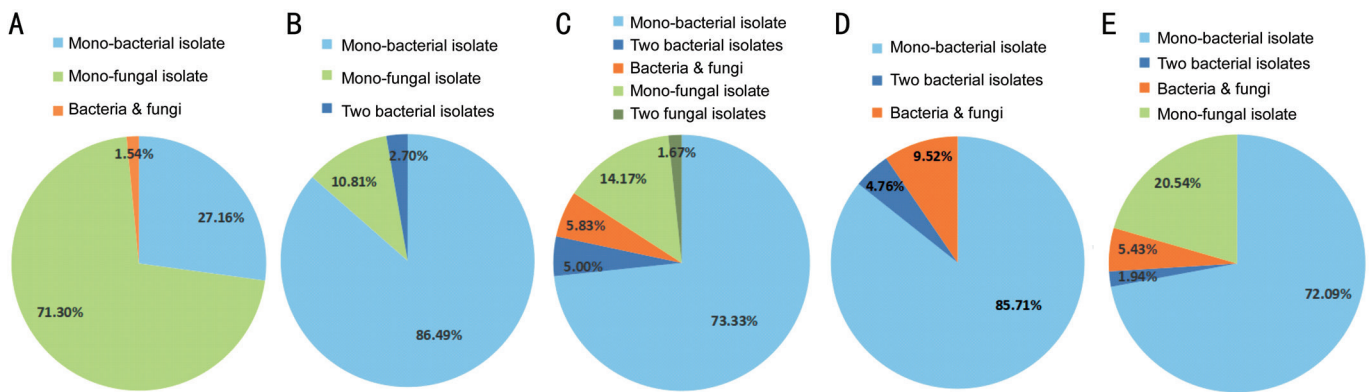 A
Mono-bacterial isolate
Mono-fungal isolate
Bacteria & fungi
1.54%
27.16%
71.30%
B
Mono-bacterial isolate
Mono-fungal isolate
Two bacterial isolates
2.70%
10.81%
86.49%
C
Mono-bacterial isolate
Two bacterial isolates
Bacteria & fungi
Mono-fungal isolate
Two fungal isolates
1.67%
14.17%
5.83%
5.00%
73.33%
D
Mono-bacterial isolate
Two bacterial isolates
Bacteria & fungi
9.52%
4.76%
85.71%
E
Mono-bacterial isolate
Two bacterial isolates
Bacteria & fungi
Mono-fungal isolate
20.54%
5.43%
1.94%
72.09%